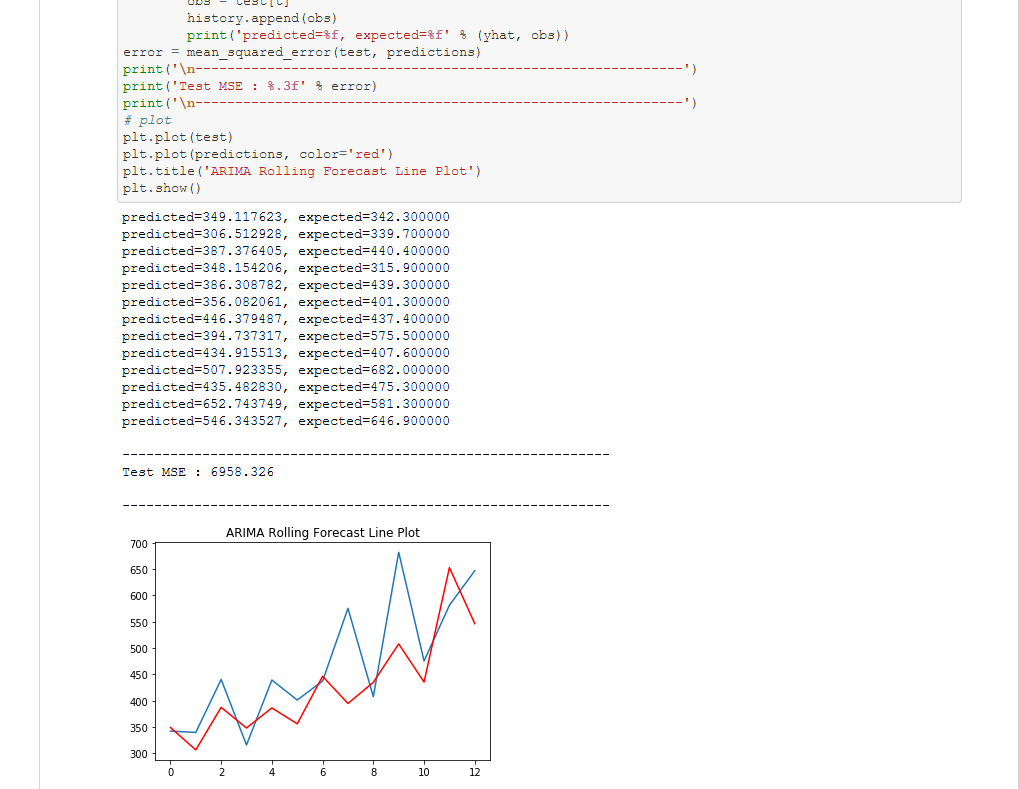 obs = test[t]
history.append(obs)
print('predicted=%f, expected=%f' % (yhat, obs))
error = mean_squared_error(test, predictions)
print('\n-------------------------------------------------------------')
print('Test MSE : %.3f' % error)
print('\n-------------------------------------------------------------')
# plot
plt.plot(test)
plt.plot(predictions, color='red')
plt.title('ARIMA Rolling Forecast Line Plot')
plt.show()
predicted=349.117623, expected=342.300000
predicted=306.512928, expected=339.700000
predicted=387.376405, expected=440.400000
predicted=348.154206, expected=315.900000
predicted=386.308782, expected=439.300000
predicted=356.082061, expected=401.300000
predicted=446.379487, expected=437.400000
predicted=394.737317, expected=575.500000
predicted=434.915513, expected=407.600000
predicted=507.923355, expected=682.000000
predicted=435.482830, expected=475.300000
predicted=652.743749, expected=581.300000
predicted=546.343527, expected=646.900000
-------------------------------------------------------------
Test MSE : 6958.326
-------------------------------------------------------------
ARIMA Rolling Forecast Line Plot
700
650
600
550
500
450
400
350
300
0 2 4 6 8 10 12